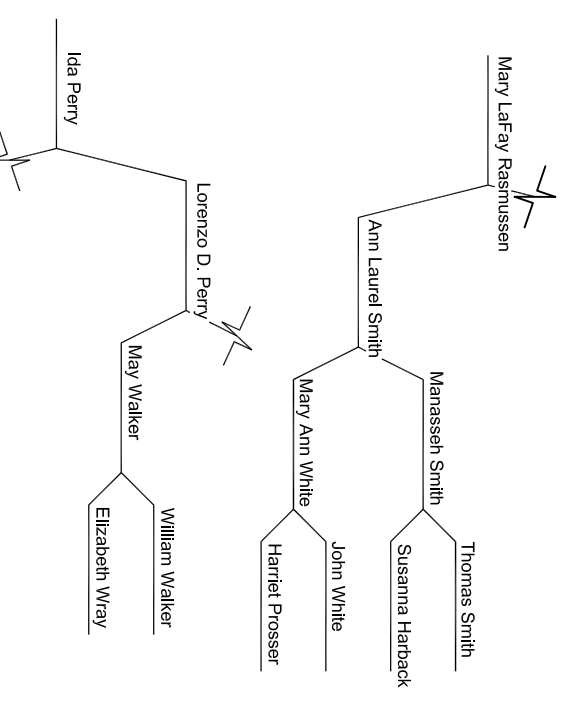 Mary LaFay Rasmussen
Ann Laurel Smith
Manasseh Smith
Thomas Smith
Susanna Harback
Mary Ann White
John White
Harriet Prosser
Ida Perry
Lorenzo D. Perry
May Walker
William Walker
Elizabeth Wray